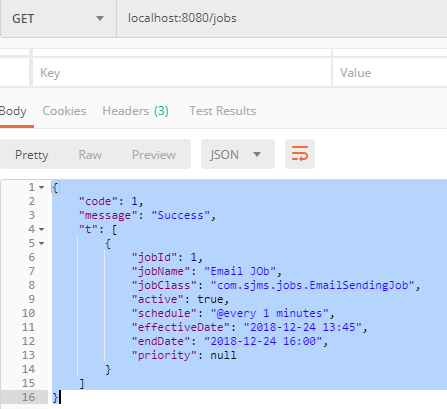 GET localhost:8080/jobs
Key Value
Body Cookies Headers (3) Test Results
Pretty Raw Preview JSON
1 {
2 "code": 1,
3 "message": "Success",
4 "t": [
5 {
6 "jobId": 1,
7 "jobName": "Email JOb",
8 "jobClass": "com.sjms.jobs.EmailSendingJob",
9 "active": true,
10 "schedule": "@every 1 minutes",
11 "effectiveDate": "2018-12-24 13:45",
12 "endDate": "2018-12-24 16:00",
13 "priority": null
14 }
15 ]
16 }